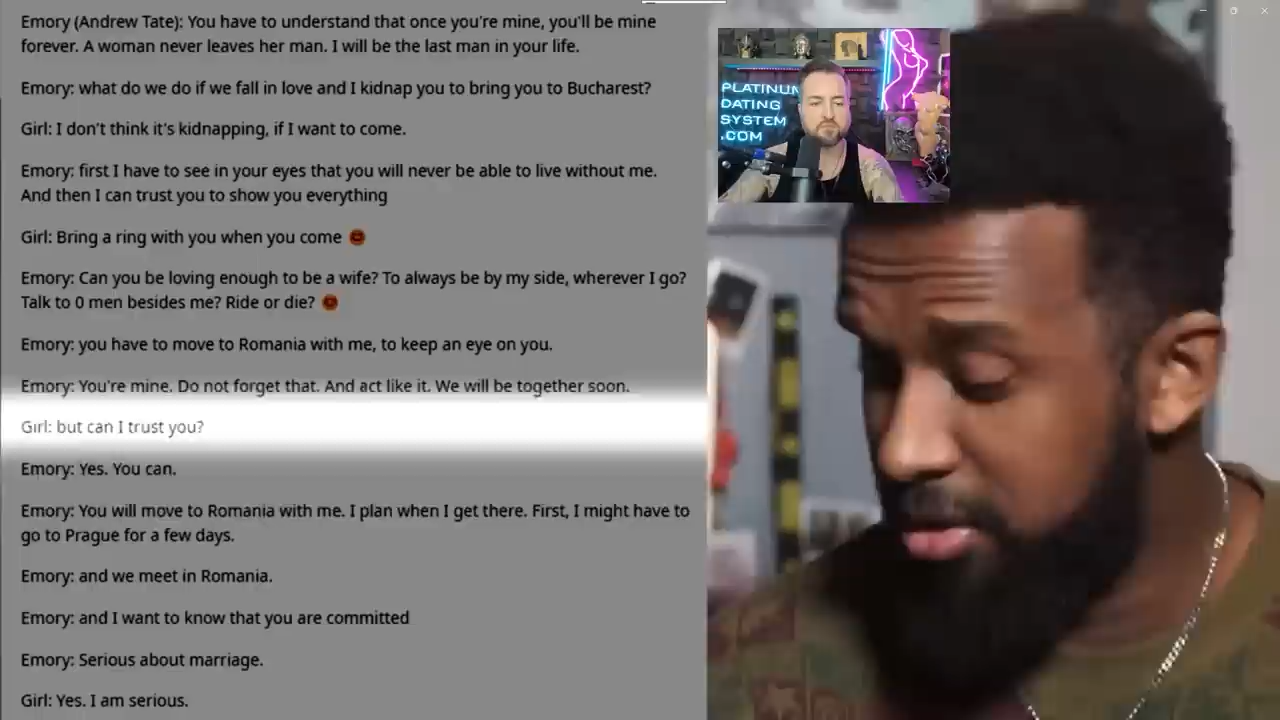 Emory (Andrew Tate): You have to understand that once you're mine, you'll be mine
forever. A woman never leaves her man. I will be the last man in your life.
Emory: what do we do if we fall in love and I kidnap you to bring you to Bucharest?
Girl: I don't think it's kidnapping, if I want to come.
Emory: first I have to see in your eyes that you will never be able to live without me.
And then I can trust you to show you everything
Girl: Bring a ring with you when you come
Emory: Can you be loving enough to be a wife? To always be by my side, wherever I go?
Talk to 0 men besides me? Ride or die?
Emory: you have to move to Romania with me, to keep an eye on you.
Emory: You're mine. Do not forget that. And act like it. We will be together soon.
Girl: but can I trust you?
Emory: Yes. You can.
Emory: You will move to Romania with me. I plan when I get there. First, I might have to
go to Prague for a few days.
Emory: and we meet in Romania.
Emory: and I want to know that you are committed
Emory: Serious about marriage.
Girl: Yes. I am serious.
PLATINUM
DATING
SYSTEM
.COM